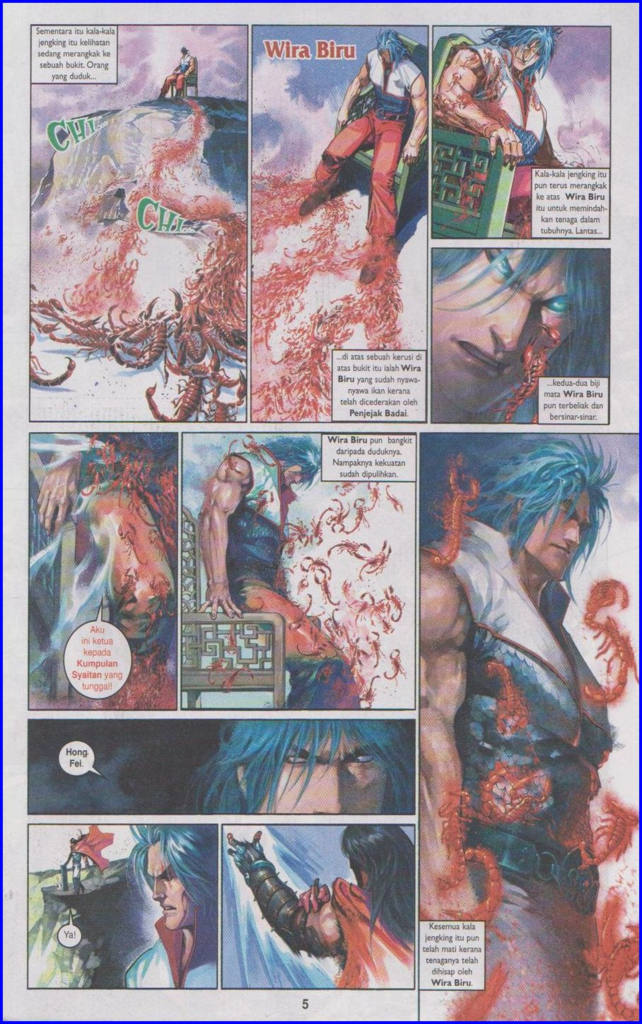 Sementara itu kala-kala
jengking itu kelihatan
sedang merangkak ke
sebuah bukit. Orang
yang duduk...
CHI...
CHI...
Wira Biru
...di atas sebuah kerusi di
atas bukit itu ialah Wira
Biru yang sudah nyawa-
nyawa ikan kerana
telah dicederakan oleh
Penjejak Badai.
Kala-kala jengking itu
pun terus merangkak
ke atas Wira Biru
itu untuk memindah-
kan tenaga dalam
tubuhnya. Lantas...
...kedua-dua biji
mata Wira Biru
pun terbeliak dan
bersinar-sinar.
Aku
ini ketua
kepada
Kumpulan
Syaitan yang
tunggal!
Wira Biru pun bangkit
daripada duduknya.
Nampaknya kekuatan
sudah dipulihkan.
Hong
Fei.
Ya!
Kesemua kala
jengking itu pun
telah mati kerana
tenaganya telah
dihisap oleh
Wira Biru.
5